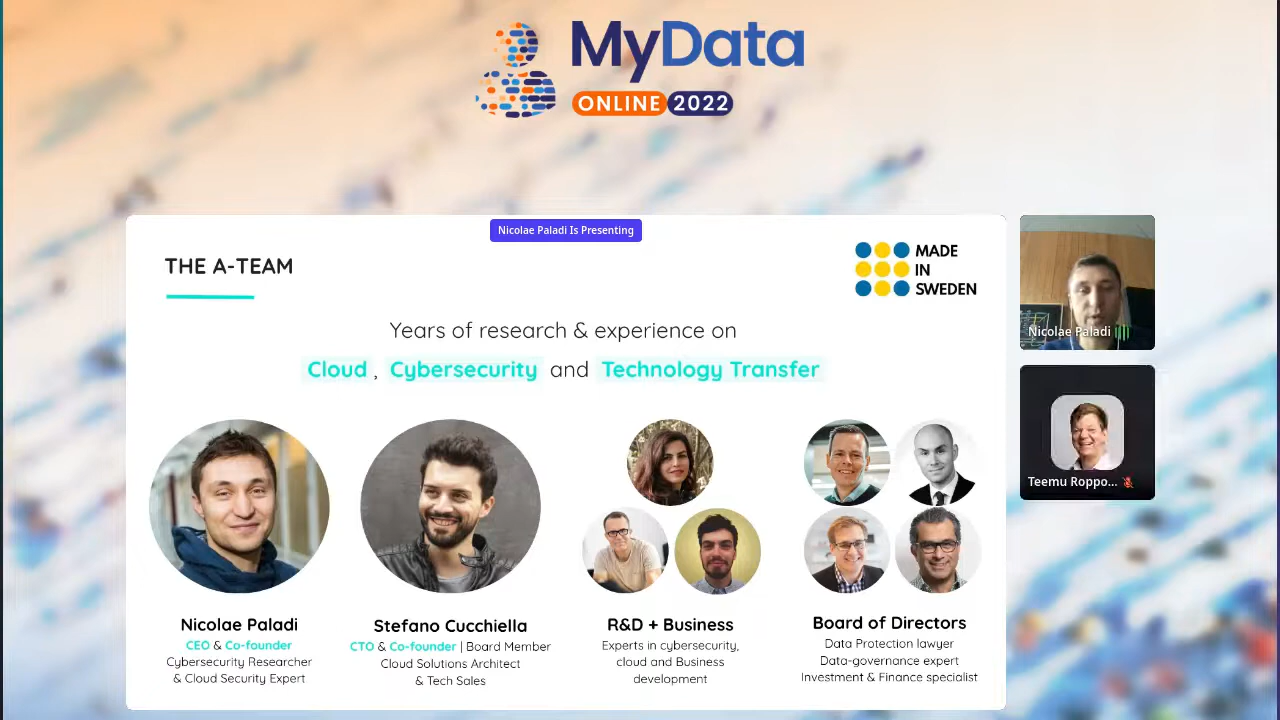 MyData
ONLINE 2022
Nicolae Paladi Is Presenting
THE A-TEAM
MADE
IN
SWEDEN
Years of research & experience on
Cloud , Cybersecurity and Technology Transfer
Nicolae Paladi
CEO & Co-founder
Cybersecurity Researcher
& Cloud Security Expert
Stefano Cucchiella
CTO & Co-founder | Board Member
Cloud Solutions Architect
& Tech Sales
R&D + Business
Experts in cybersecurity,
cloud and Business
development
Board of Directors
Data Protection lawyer
Data-governance expert
Investment & Finance specialist
Nicolae Paladi
Teemu Roppo...